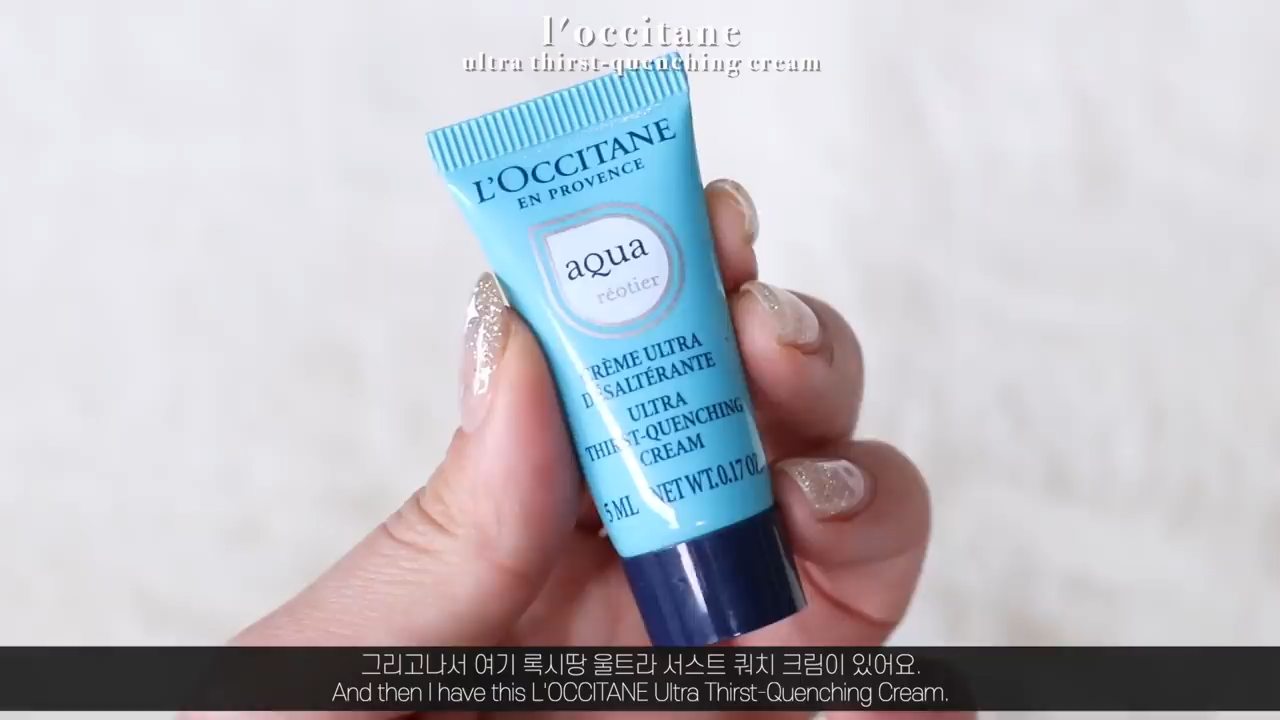 l'occitane
ultra thirst-quenching cream
L'OCCITANE
EN PROVENCE
aqua
réotier
CRÈME ULTRA
DÉSALTÉRANTE
ULTRA
THIRST-QUENCHING
CREAM
5 ML NET WT. 0.17 OZ.
그리고나서 여기 록시땅 울트라 서스트 쿼치 크림이 있어요.
And then I have this L'OCCITANE Ultra Thirst-Quenching Cream.